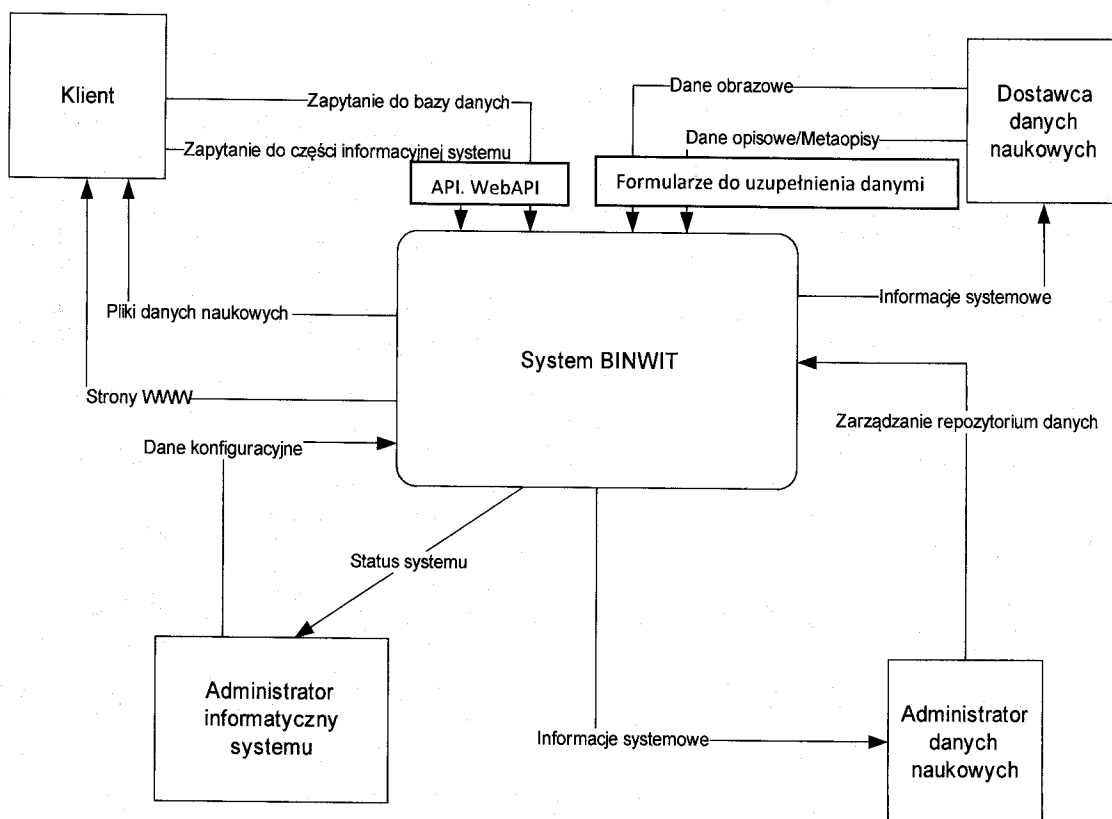 Klient
Dostawca
danych
naukowych
Zapytanie do bazy danych
Dane obrazowe
Zapytanie do części informacyjnej systemu
Dane opisowe/Metaopisy
API. WebAPI
Formularze do uzupełnienia danymi
Informacje systemowe
Pliki danych naukowych
System BINWIT
Strony WWW
Zarządzanie repozytorium danych
Dane konfiguracyjne
Status systemu
Administrator
informatyczny
systemu
Informacje systemowe
Administrator
danych
naukowych